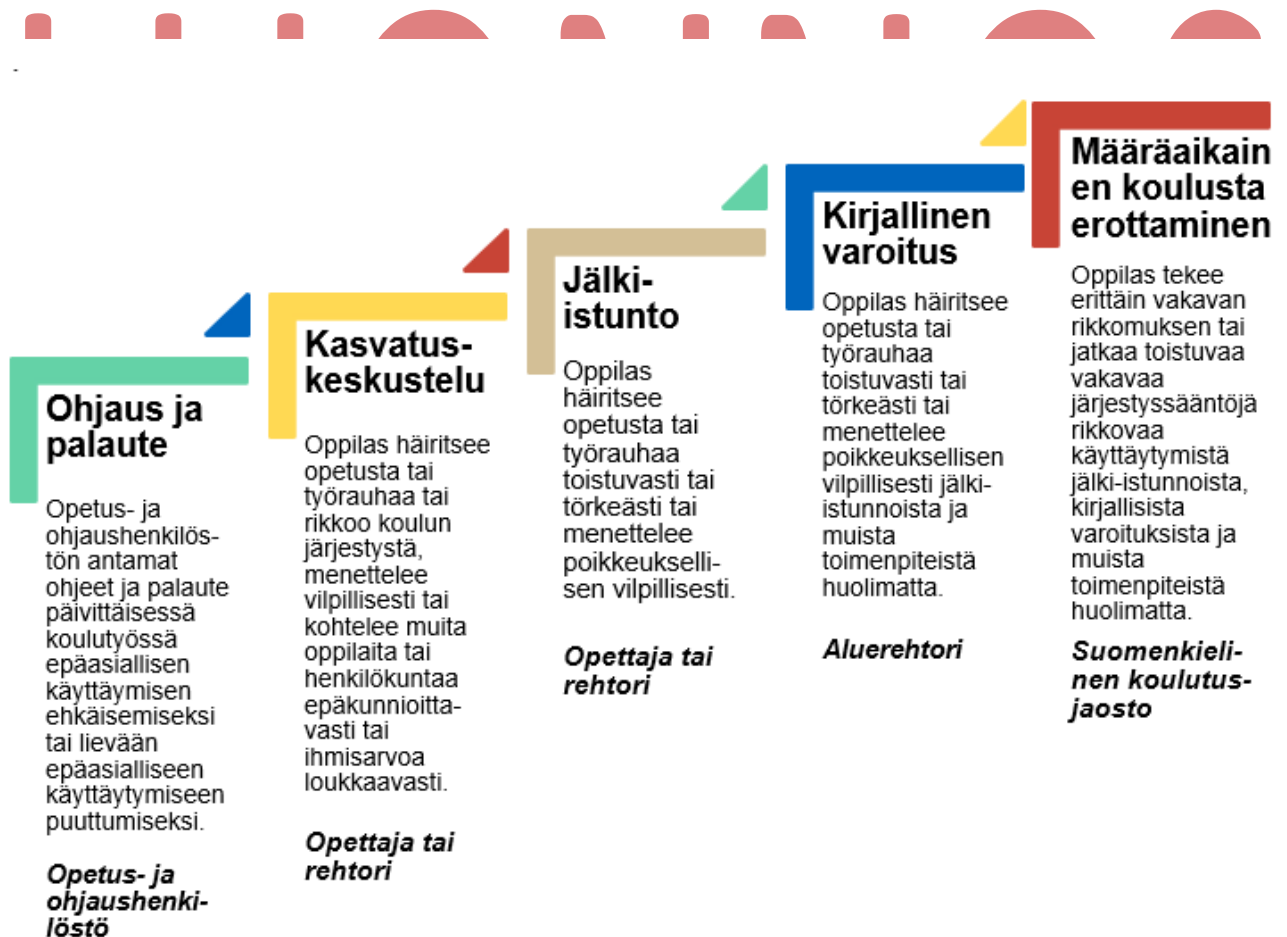 Ohjaus ja
palaute
Opetus- ja
ohjaushenkilös-
tön antamat
ohjeet ja palaute
päivittäisessä
koulutyössä
epäasiallisen
käyttäymisen
ehkäisemiseksi
tai lievään
epäasialliseen
käyttäytymiseen
puuttumiseksi.
Opetus- ja
ohjaushenki-
löstö
Kasvatus-
keskustelu
Oppilas häiritsee
opetusta tai
työrauhaa tai
rikkoo koulun
järjestystä,
menettelee
vilpillisesti tai
kohtelee muita
oppilaita tai
henkilökuntaa
epäkunnioitta-
vasti tai
ihmisarvoa
loukkaavasti.
Opettaja tai
rehtori
Jälki-
istunto
Oppilas
häiritsee
opetusta tai
työrauhaa
toistuvasti tai
törkeästi tai
menettelee
poikkeukselli-
sen vilpillisesti.
Opettaja tai
rehtori
Kirjallinen
varoitus
Oppilas häiritsee
opetusta tai
työrauhaa
toistuvasti tai
törkeästi tai
menettelee
poikkeuksellisen
vilpillisesti jälki-
istunnoista ja
muista
toimenpiteistä
huolimatta.
Aluerehtori
Määräaikain
en koulusta
erottaminen
Oppilas tekee
erittäin vakavan
rikkomuksen tai
jatkaa toistuvaa
vakavaa
järjestyssääntöjä
rikkovaa
käyttäytymistä
jälki-istunnoista,
kirjallisista
varoituksista ja
muista
toimenpiteistä
huolimatta.
Suomenkieli-
nen koulutus-
jaosto